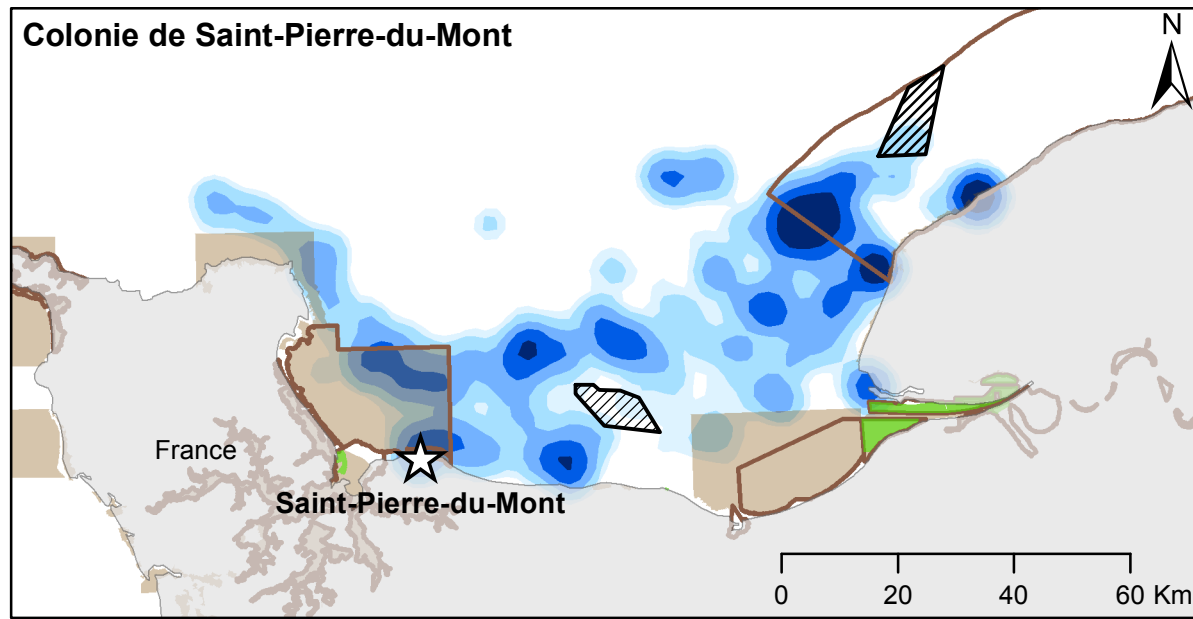 Colonie de Saint-Pierre-du-Mont
N
France
Saint-Pierre-du-Mont
0 20 40 60 Km